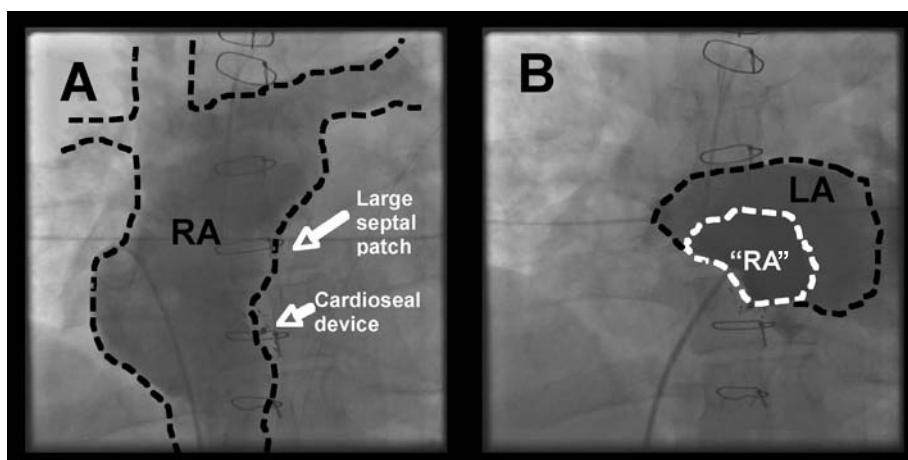 A
RA
Large
septal
patch
Cardioseal
device
B
LA
“RA”